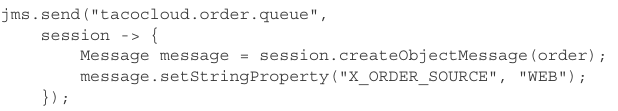 jms.send("tacocloud.order.queue",
    session -> {
        Message message = session.createObjectMessage(order);
        message.setStringProperty("X_ORDER_SOURCE", "WEB");
    });